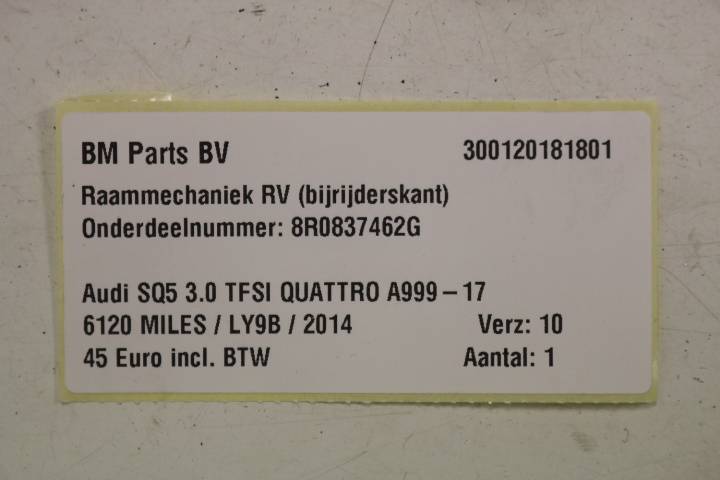 BM Parts BV 300120181801
Raammechaniek RV (bijrijderskant)
Onderdeelnummer: 8R0837462G
Audi SQ5 3.0 TFSI QUATTRO A999-17
6120 MILES / LY9B / 2014 Verz: 10
45 Euro incl. BTW Aantal: 1